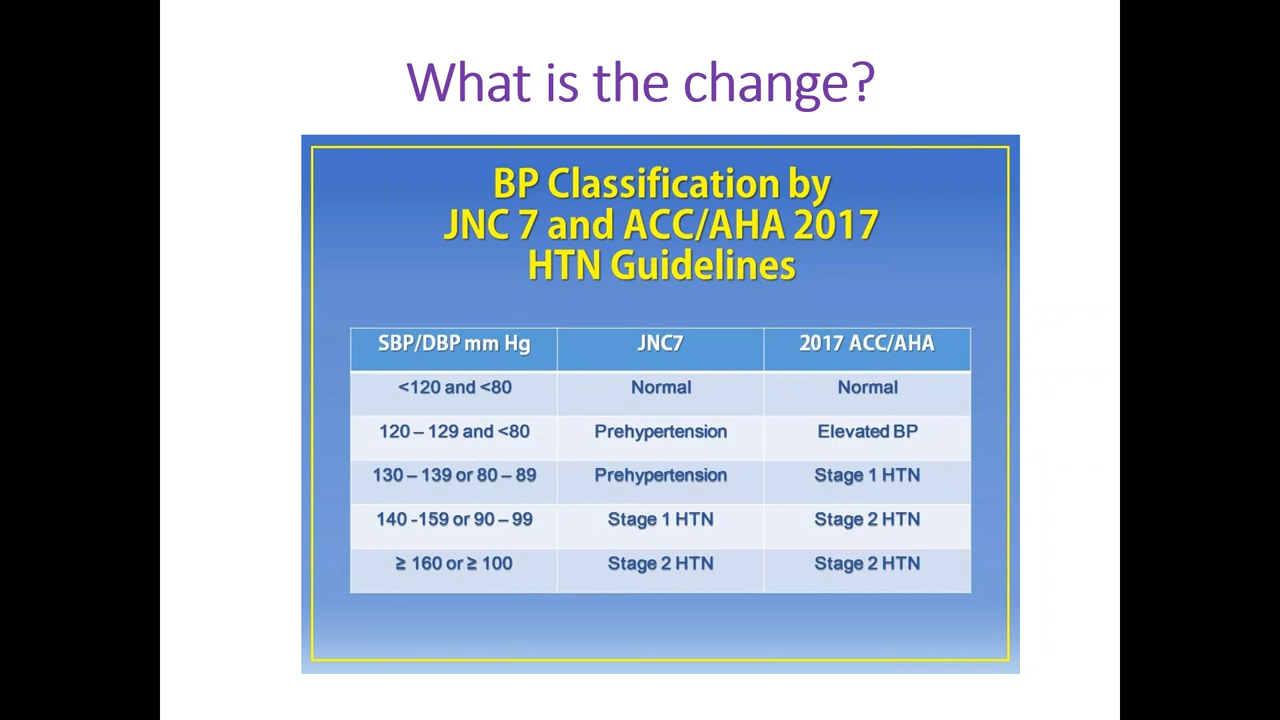 What is the change?
BP Classification by
JNC 7 and ACC/AHA 2017
HTN Guidelines
SBP/DBP mm Hg JNC7 2017 ACC/AHA
<120 and <80 Normal Normal
120 – 129 and <80 Prehypertension Elevated BP
130 – 139 or 80 – 89 Prehypertension Stage 1 HTN
140 -159 or 90 – 99 Stage 1 HTN Stage 2 HTN
≥ 160 or ≥ 100 Stage 2 HTN Stage 2 HTN